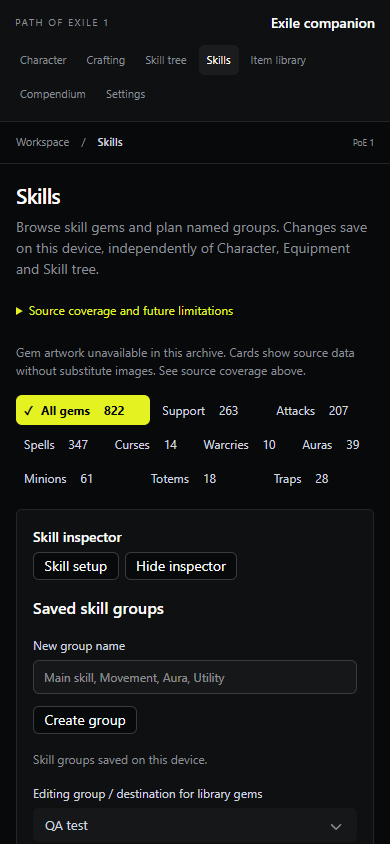 PATH OF EXILE 1
Exile companion
Character Crafting Skill tree Skills Item library
Compendium Settings
Workspace / Skills PoE 1
Skills
Browse skill gems and plan named groups. Changes save
on this device, independently of Character, Equipment
and Skill tree.
▶ Source coverage and future limitations
Gem artwork unavailable in this archive. Cards show source data
without substitute images. See source coverage above.
✓ All gems 822 Support 263 Attacks 207
Spells 347 Curses 14 Warcries 10 Auras 39
Minions 61 Totems 18 Traps 28
Skill inspector
Skill setup Hide inspector
Saved skill groups
New group name
Main skill, Movement, Aura, Utility
Create group
Skill groups saved on this device.
Editing group / destination for library gems
QA test